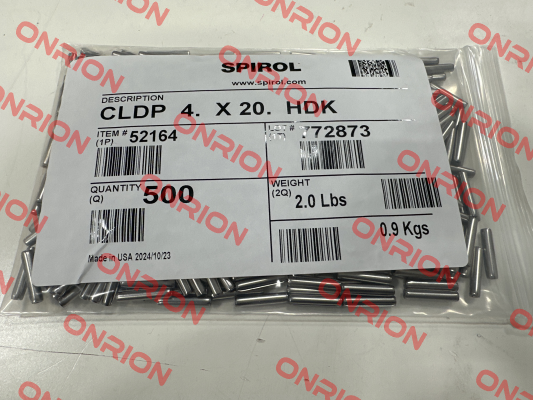 SPIROL
www.spirol.com
DESCRIPTION
CLDP 4. X 20. HDK
ITEM #
(1P) 52164
772873
QUANTITY
(Q) 500
WEIGHT
(2Q) 2.0 Lbs
0.9 Kgs
Made in USA 2024/10/23
ONRION